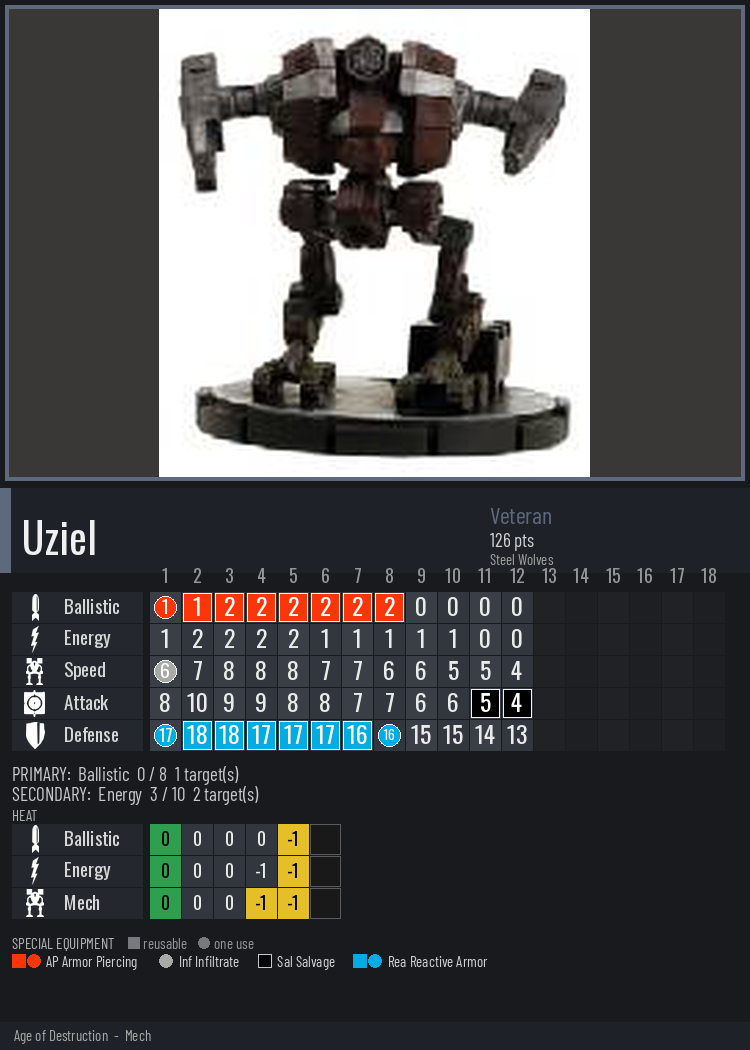 Uziel
Veteran
126 pts
Steel Wolves
1 2 3 4 5 6 7 8 9 10 11 12 13 14 15 16 17 18
Ballistic 1 1 2 2 2 2 2 2 0 0 0 0
Energy 1 2 2 2 2 1 1 1 1 1 0 0
Speed 6 7 8 8 8 7 7 6 6 5 5 4
Attack 8 10 9 9 8 8 7 7 6 6 5 4
Defense 17 18 18 17 17 17 16 16 15 15 14 13
PRIMARY: Ballistic 0 / 8 1 target(s)
SECONDARY: Energy 3 / 10 2 target(s)
HEAT
Ballistic 0 0 0 0 -1
Energy 0 0 0 -1 -1
Mech 0 0 0 -1 -1
SPECIAL EQUIPMENT reusable one use
AP Armor Piercing Inf Infiltrate Sal Salvage Rea Reactive Armor
Age of Destruction - Mech